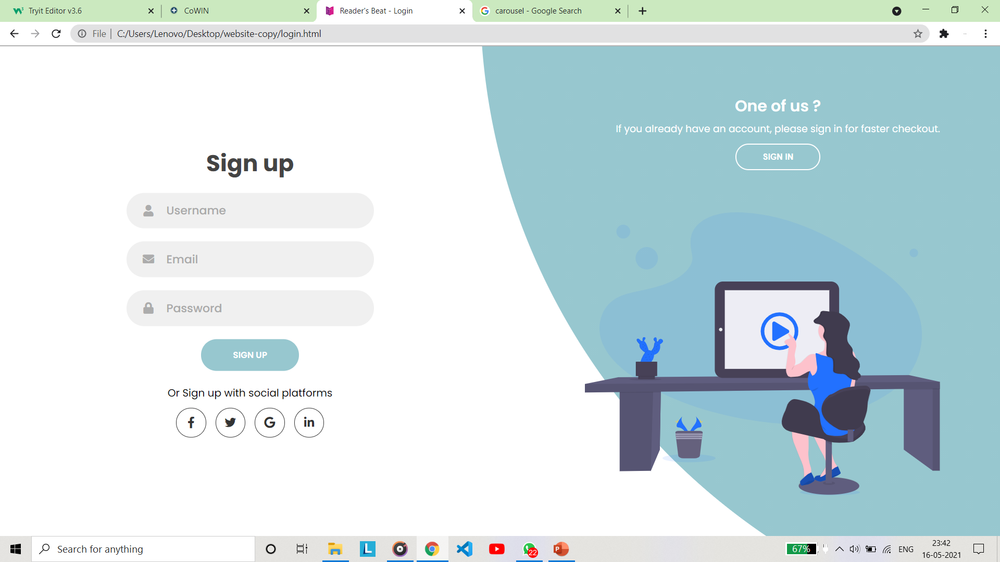 Tryit Editor v3.6
CoWIN
Reader's Beat - Login
carousel - Google Search
File
C:/Users/Lenovo/Desktop/website-copy/login.html
One of us ?
If you already have an account, please sign in for faster checkout.
SIGN IN
Sign up
Username
Email
Password
SIGN UP
Or Sign up with social platforms
Search for anything
L
22
P
67%
ENG
23:42
16-05-2021